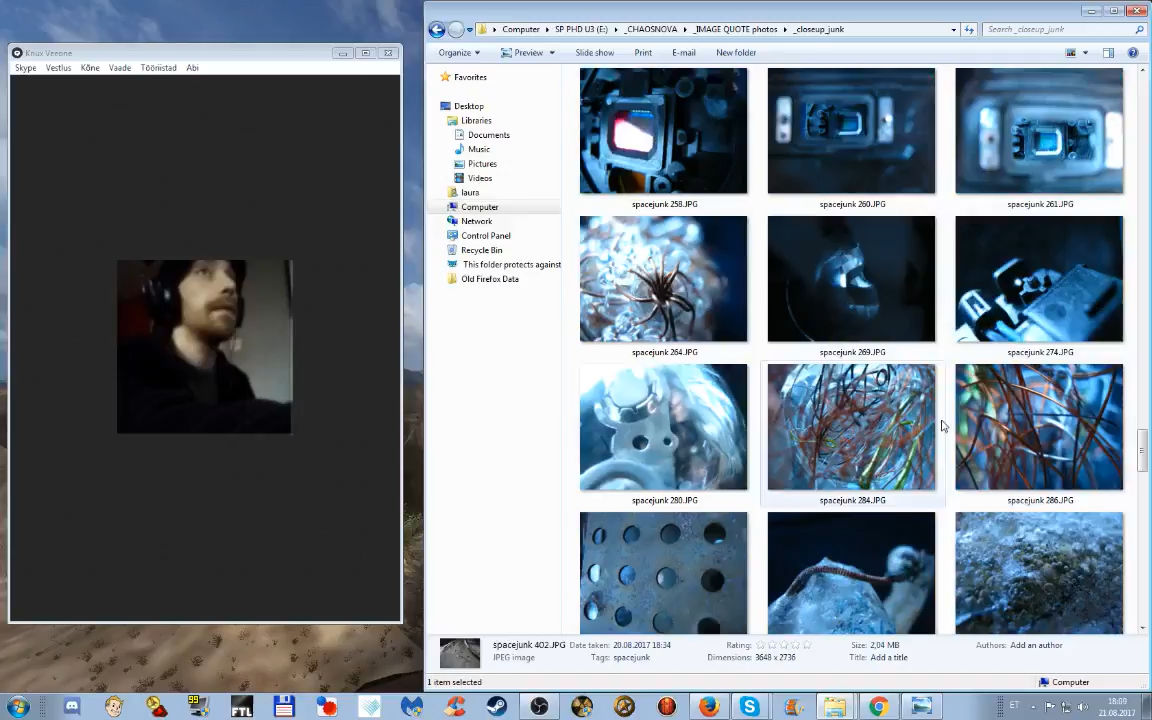 Knux Veeone
Skype Vestlus Kõne Vaade Tööriistad Abi
Computer SP PHD U3 (E:) _CHAOSNOVA _IMAGE QUOTE photos _closeup_junk
Search _closeup_junk
Organize Preview Slide show Print E-mail New folder
Favorites
Desktop
Libraries
Documents
Music
Pictures
Videos
laura
Computer
Network
Control Panel
Recycle Bin
This folder protects against
Old Firefox Data
spacejunk 258.JPG spacejunk 260.JPG spacejunk 261.JPG
spacejunk 264.JPG spacejunk 269.JPG spacejunk 274.JPG
spacejunk 280.JPG spacejunk 284.JPG spacejunk 286.JPG
spacejunk 402.JPG Date taken: 20.08.2017 18:34 Rating: Size: 2,04 MB Authors: Add an author
JPEG image Tags: spacejunk Dimensions: 3648 x 2736 Title: Add a title
1 item selected Computer
99
FTL
ET
18:09
21.08.2017